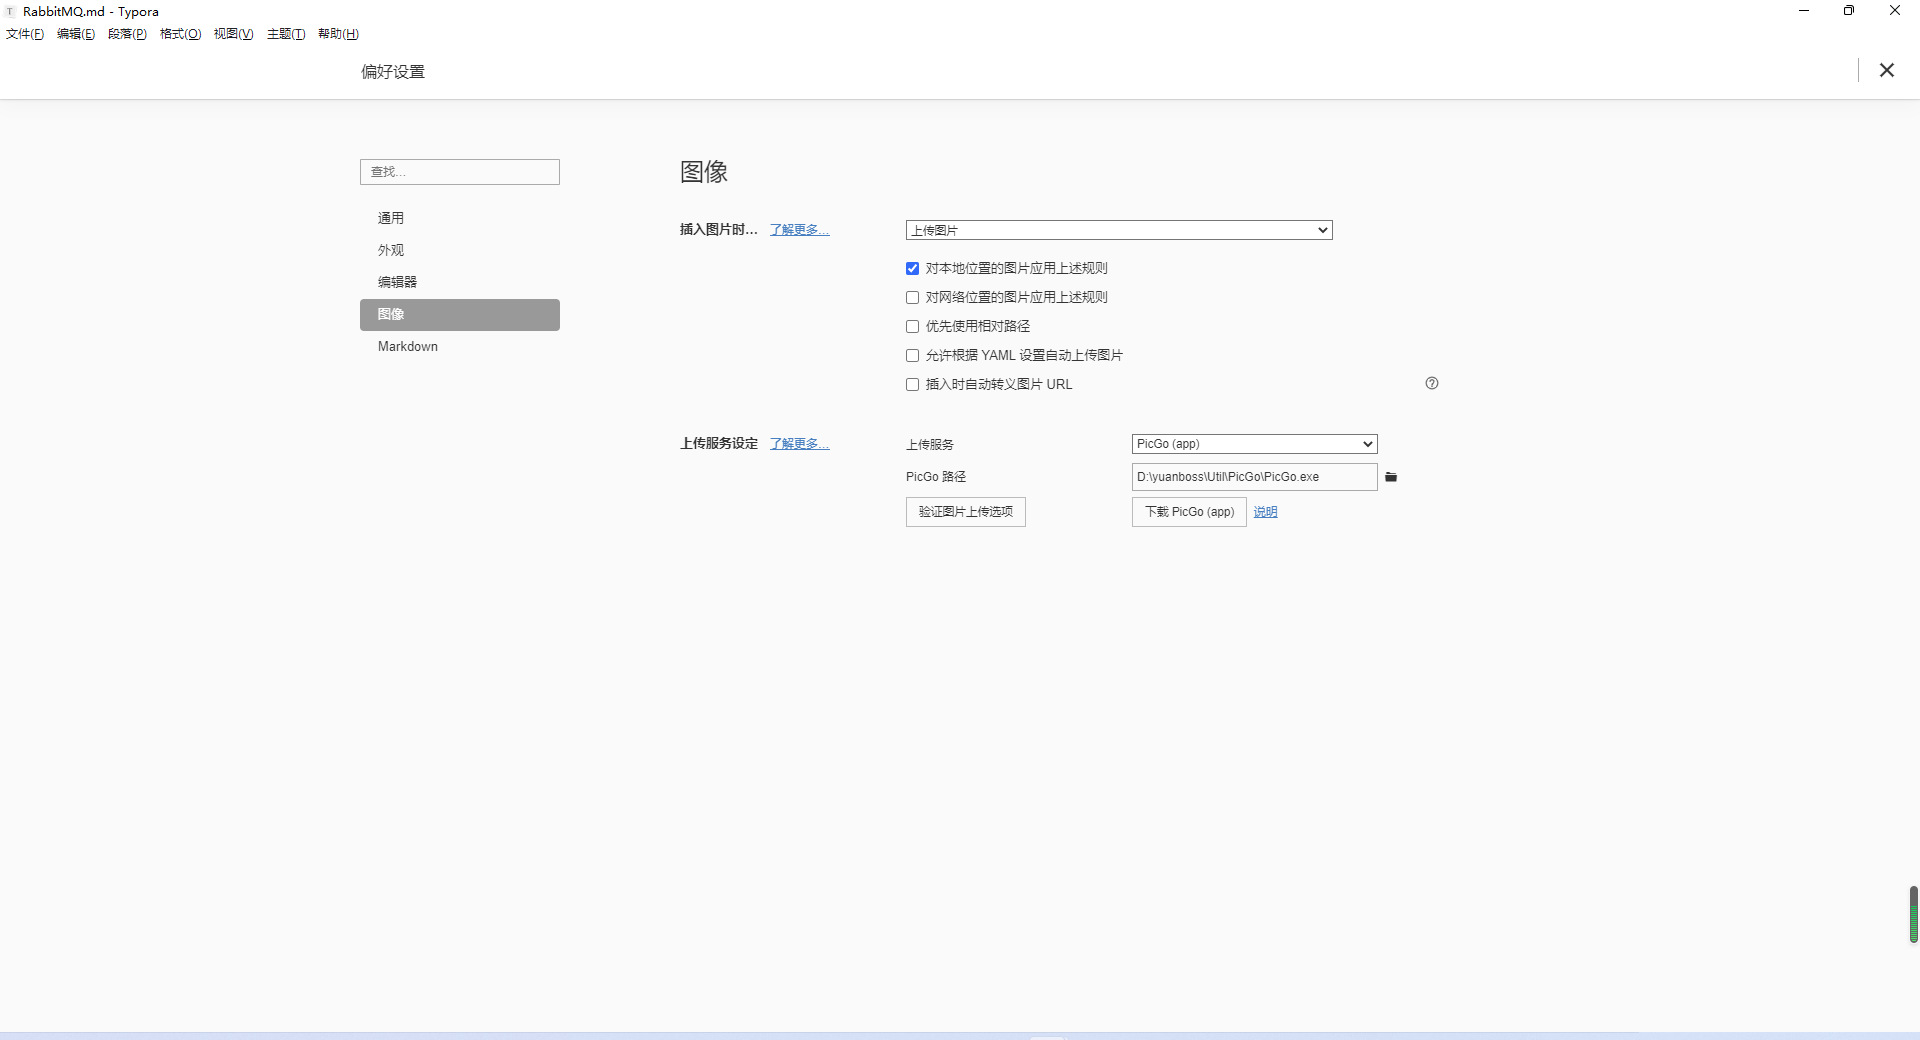 RabbitMQ.md - Typora
文件(F) 编辑(E) 段落(P) 格式(O) 视图(V) 主题(T) 帮助(H)
偏好设置
查找...
通用
外观
编辑器
图像
Markdown
图像
插入图片时... 了解更多... 上传图片
对本地位置的图片应用上述规则
对网络位置的图片应用上述规则
优先使用相对路径
允许根据 YAML 设置自动上传图片
插入时自动转义图片 URL
上传服务设定 了解更多... 上传服务 PicGo (app)
PicGo 路径 D:\yuanboss\Util\PicGo\PicGo.exe
验证图片上传选项 下载 PicGo (app) 说明